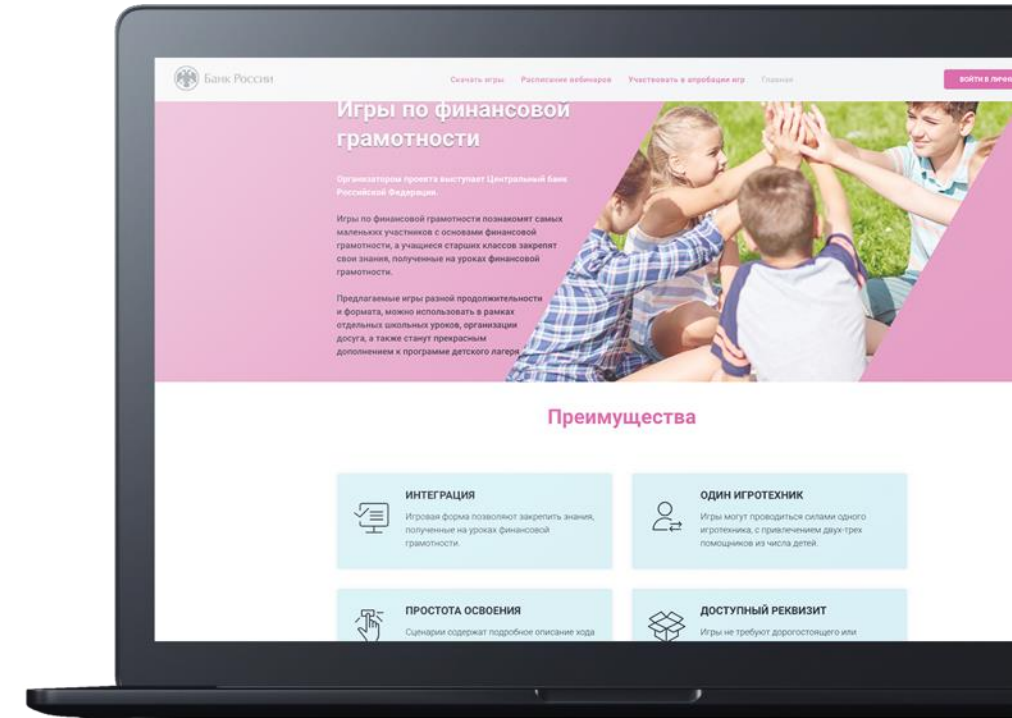 Банк России
Скачать игры Расписание вебинаров Участвовать в апробации игр Главная
ВОЙТИ В
Игры по финансовой
грамотности
Организатором проекта выступает Центральный банк
Российской Федерации.
Игры по финансовой грамотности познакомят самых
маленьких участников с основами финансовой
грамотности, а учащиеся старших классов закрепят
свои знания, полученные на уроках финансовой
грамотности.
Предлагаемые игры разной продолжительности
и формата, можно использовать в рамках
отдельных школьных уроков, организации
досуга, а также станут прекрасным
дополнением к программе детского лагеря
Преимущества
ИНТЕГРАЦИЯ
Игровая форма позволяют закрепить знания,
полученные на уроках финансовой
грамотности.
ОДИН ИГРОТЕХНИК
Игры могут проводиться силами одного
игротехника, с привлечением двух-трех
помощников из числа детей.
ПРОСТОТА ОСВОЕНИЯ
Сценарии содержат подробное описание хода
ДОСТУПНЫЙ РЕКВИЗИТ
Игры не требуют дорогостоящего или